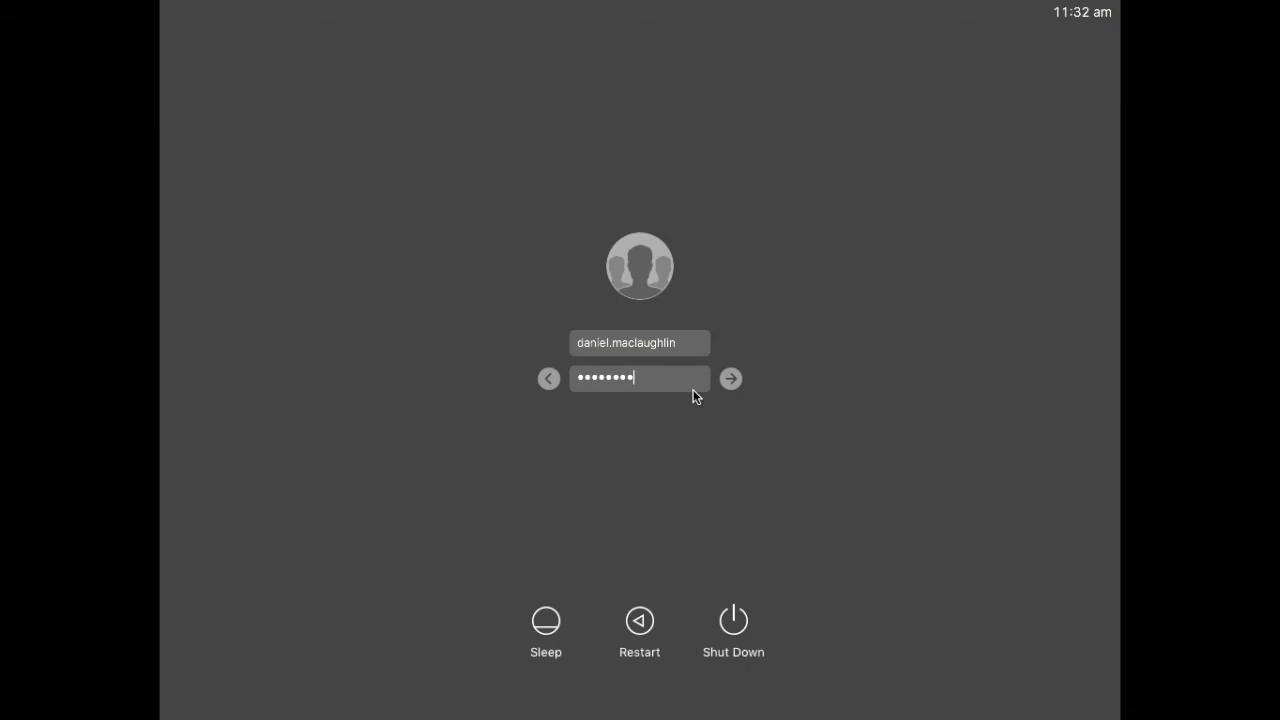 11:32 am
daniel.maclaughlin
••••••••
Sleep
Restart
Shut Down